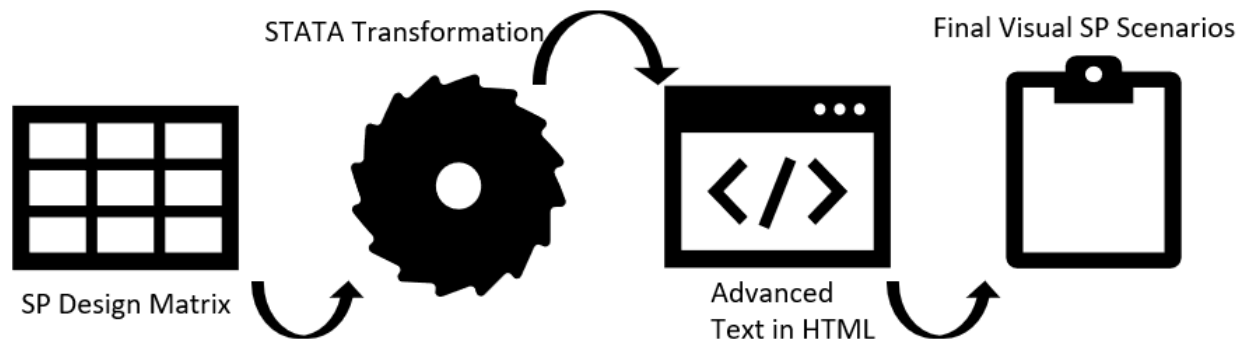 STATA Transformation
Final Visual SP Scenarios
</>
SP Design Matrix
Advanced
Text in HTML